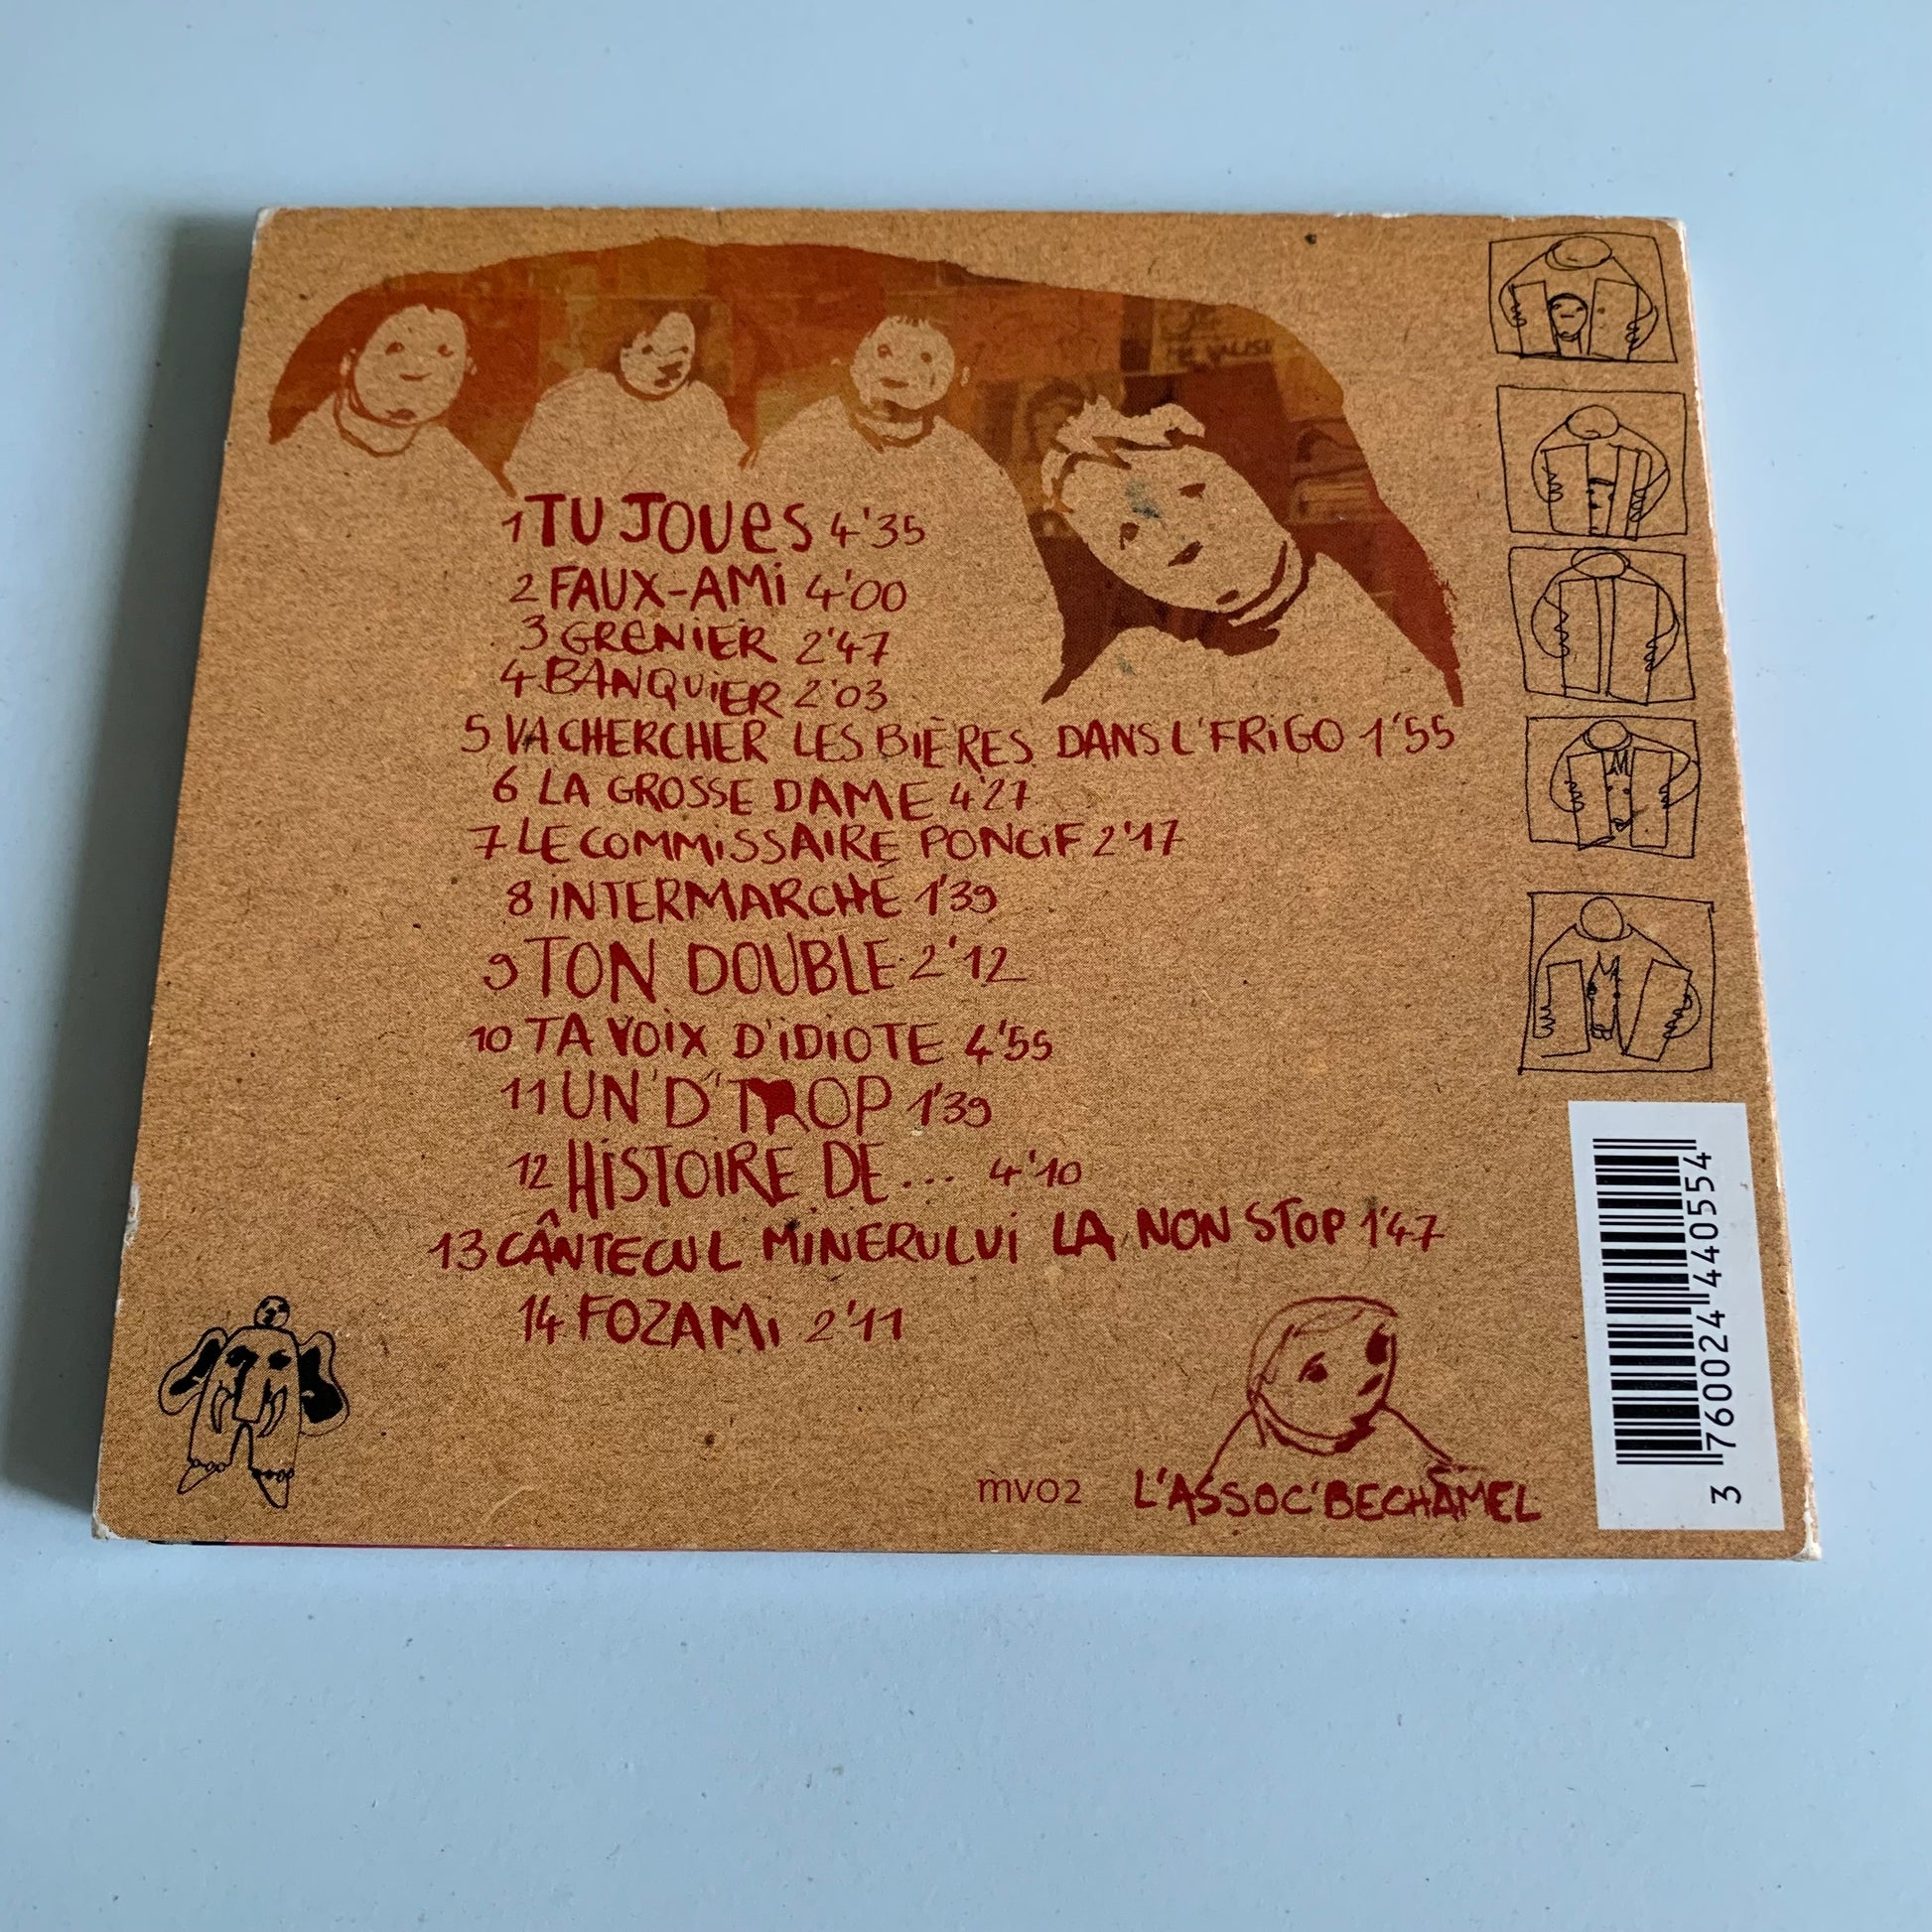 1 TU JOUeS 4'35
2 FAUX-AMi 4'00
3 GReNiER 2'47
4 BANQUiER 2'03
5 VA CHERCHER LES BIÈRES DANS L'FRiGO 1'55
6 LA GROSSE DAME 4'27
7 LE COMMiSSAIRE PONCiF 2'17
8 iNTERMARCHÉ 1'39
9 TON DOUBLE 2'12
10 TA VOiX D'iDIOTE 4'55
11 UN'D'TROP 1'39
12 HiSTOIRE DE... 4'10
13 CÂNTECUL MiNERULUi LA NON STOP 1'47
14 FOZAMi 2'11
mv02 L'ASSOC'BECHAMEL
3 760024 440554